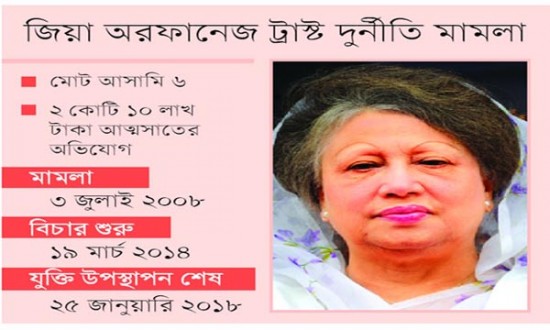 জিয়া অরফানেজ ট্রাস্ট দুর্নীতি মামলা
মোট আসামি ৬
২ কোটি ১০ লাখ
টাকা আত্মসাতের
অভিযোগ
মামলা
৩ জুলাই ২০০৮
বিচার শুরু
১৯ মার্চ ২০১৪
যুক্তি উপস্থাপন শেষ
২৫ জানুয়ারি ২০১৮